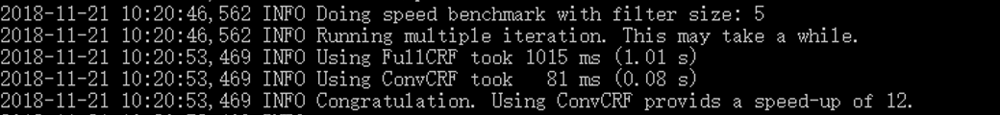 2018-11-21 10:20:46,562 INFO Doing speed benchmark with filter size: 5
2018-11-21 10:20:46,562 INFO Running multiple iteration. This may take a while.
2018-11-21 10:20:53,469 INFO Using FullCRF took 1015 ms (1.01 s)
2018-11-21 10:20:53,469 INFO Using ConvCRF took   81 ms (0.08 s)
2018-11-21 10:20:53,469 INFO Congratulation. Using ConvCRF provids a speed-up of 12.